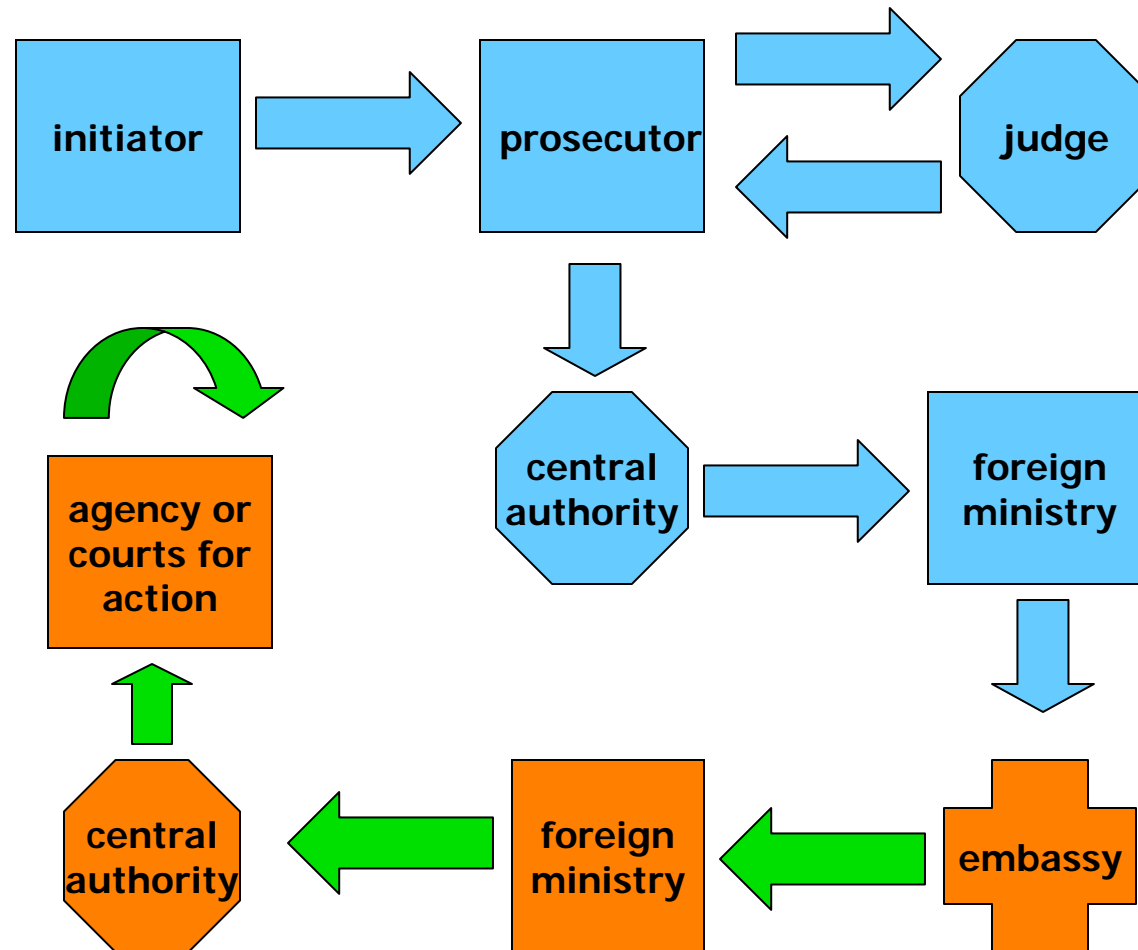 initiator
prosecutor
judge
central
authority
foreign
ministry
agency or
courts for
action
central
authority
foreign
ministry
embassy